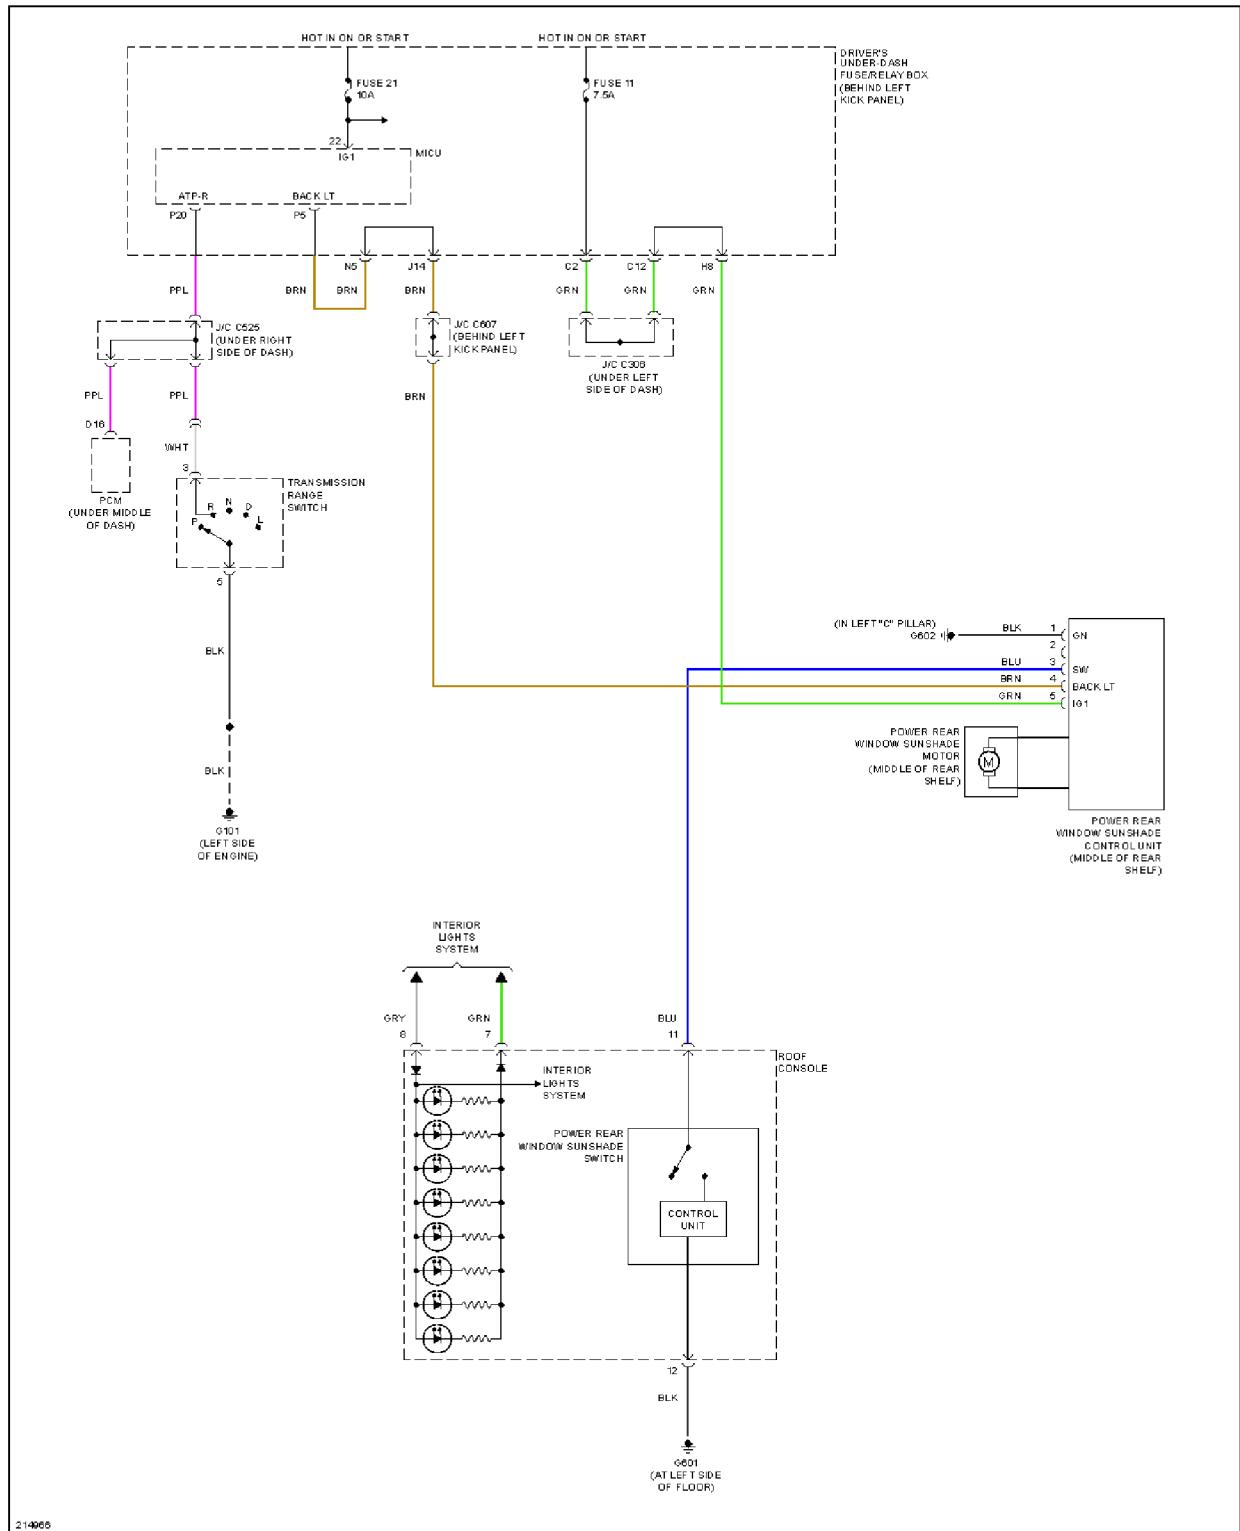 HOT IN ON OR START
HOT IN ON OR START
DRIVER'S
UNDER-DASH
FUSE/RELAY BOX
(BEHIND LEFT
KICK PANEL)
FUSE 21
10A
FUSE 11
7.5A
22
IG1
MICU
ATP-R
BACK LT
P20
P5
N5
J14
C2
C12
H8
PPL
BRN
BRN
BRN
GRN
GRN
GRN
J/C C525
(UNDER RIGHT
SIDE OF DASH)
J/C C607
(BEHIND LEFT
KICK PANEL)
J/C C306
(UNDER LEFT
SIDE OF DASH)
PPL
PPL
BRN
D16
WHT
3
PCM
(UNDER MIDDLE
OF DASH)
TRANSMISSION
RANGE
SWITCH
P
R
N
D
L
5
BLK
BLK
G101
(LEFT SIDE
OF ENGINE)
(IN LEFT "C" PILLAR)
G602
BLK
1
GN
2
BLU
3
SW
BRN
4
BACK LT
GRN
5
IG1
POWER REAR
WINDOW SUNSHADE
MOTOR
(MIDDLE OF REAR
SHELF)
M
POWER REAR
WINDOW SUNSHADE
CONTROL UNIT
(MIDDLE OF REAR
SHELF)
INTERIOR
LIGHTS
SYSTEM
GRY
8
GRN
7
BLU
11
ROOF
CONSOLE
INTERIOR
LIGHTS
SYSTEM
POWER REAR
WINDOW SUNSHADE
SWITCH
CONTROL
UNIT
12
BLK
G601
(AT LEFT SIDE
OF FLOOR)
214966